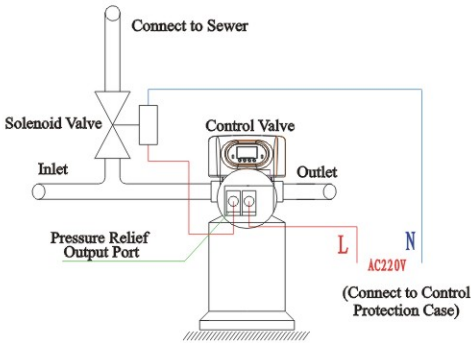 Connect to Sewer
Solenoid Valve
Control Valve
Inlet
Outlet
Pressure Relief
Output Port
L
N
AC220V
(Connect to Control
Protection Case)